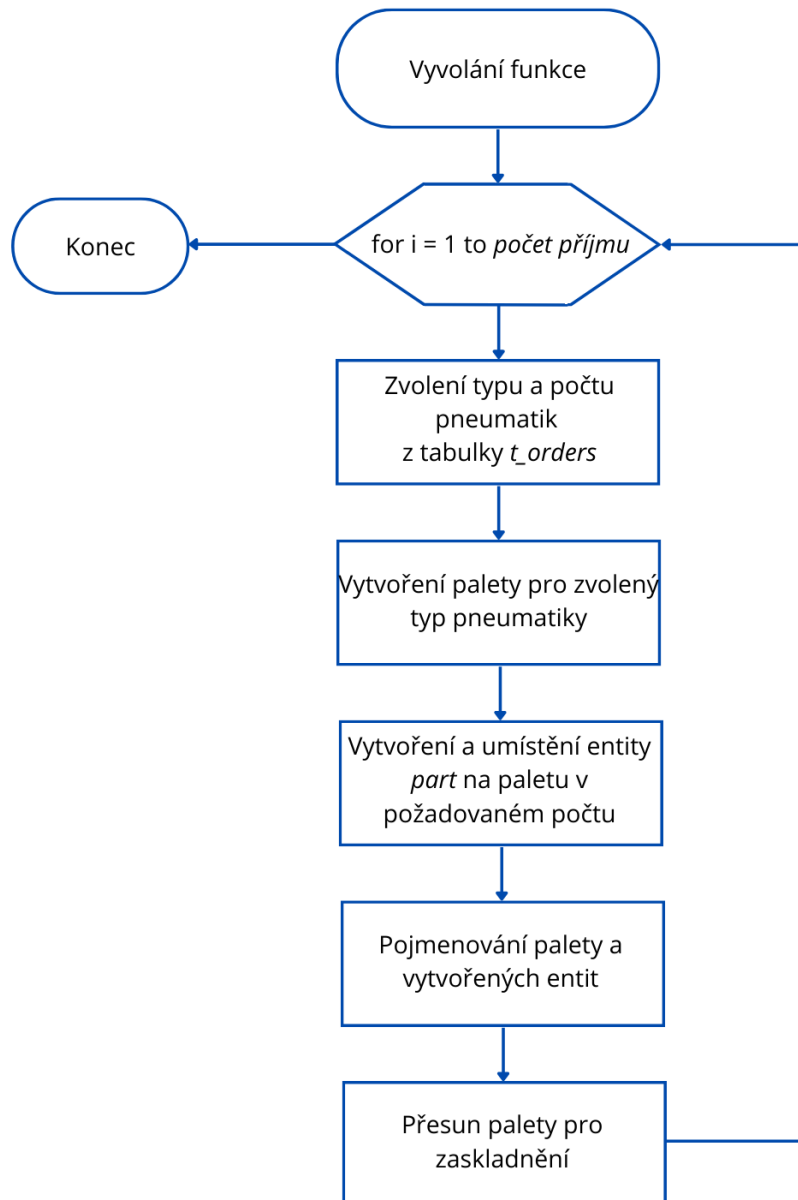 Vyvolání funkce
Konec
for i = 1 to počet příjmu
Zvolení typu a počtu
pneumatik
z tabulky t_orders
Vytvoření palety pro zvolený
typ pneumatiky
Vytvoření a umístění entity
part na paletu v
požadovaném počtu
Pojmenování palety a
vytvořených entit
Přesun palety pro
zaskladnění